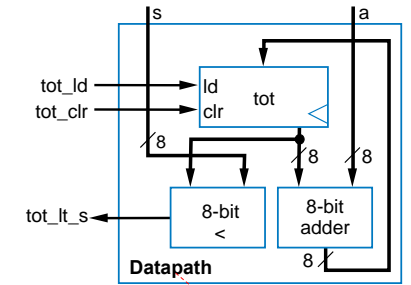 s
a
tot_ld
ld
tot_clr
clr
tot
8
8
8
tot_lt_s
8-bit
<
8-bit
adder
8
Datapath